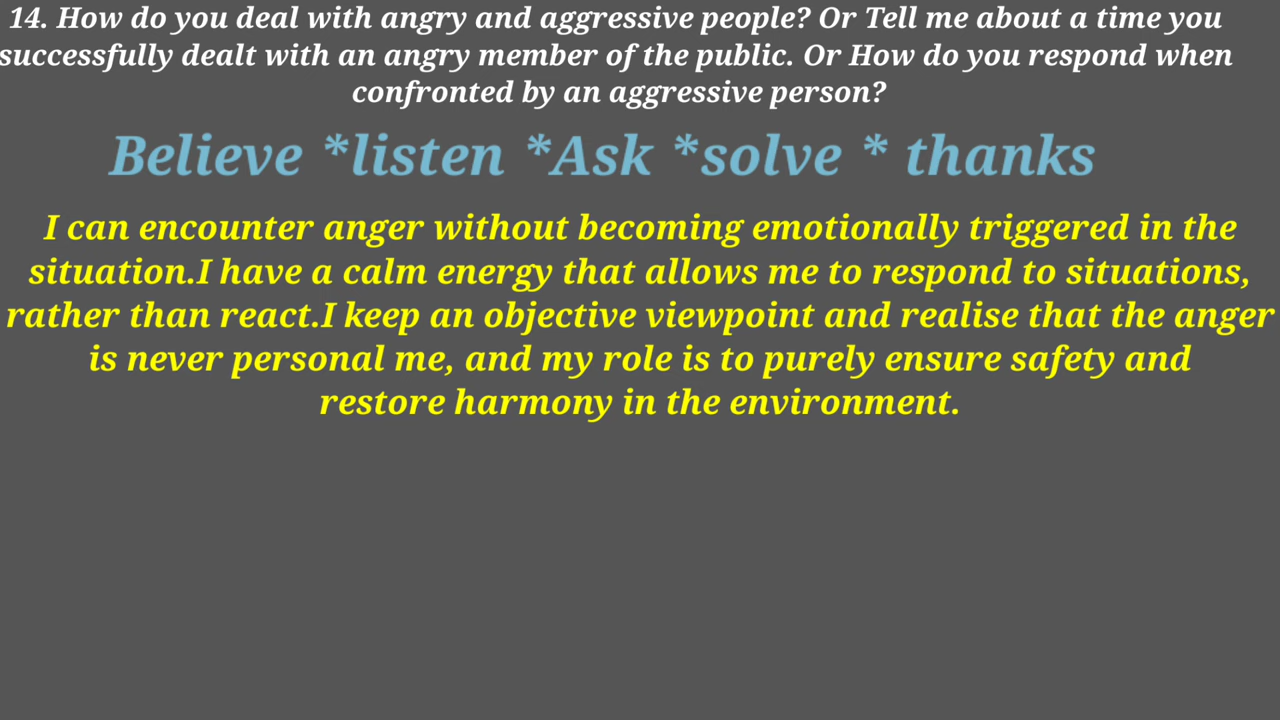 14. How do you deal with angry and aggressive people? Or Tell me about a time you
successfully dealt with an angry member of the public. Or How do you respond when
confronted by an aggressive person?
Believe *listen *Ask *solve * thanks
I can encounter anger without becoming emotionally triggered in the
situation.I have a calm energy that allows me to respond to situations,
rather than react.I keep an objective viewpoint and realise that the anger
is never personal me, and my role is to purely ensure safety and
restore harmony in the environment.